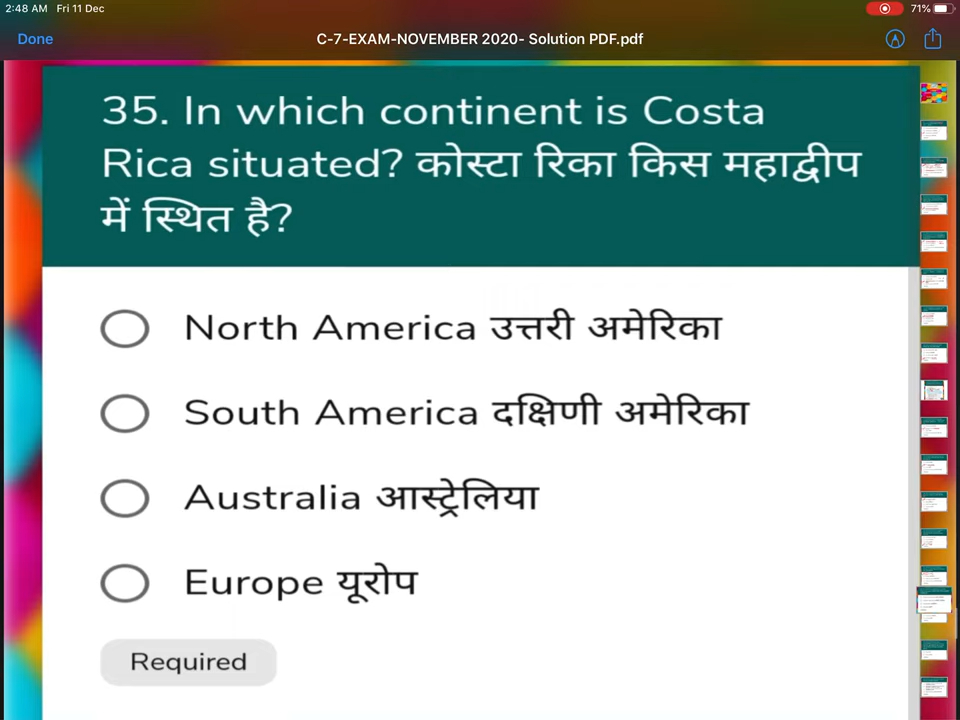 2:48 AM Fri 11 Dec 71%
Done C-7-EXAM-NOVEMBER 2020- Solution PDF.pdf
35. In which continent is Costa
Rica situated? कोस्टा रिका किस महाद्वीप
में स्थित है?
North America उत्तरी अमेरिका
South America दक्षिणी अमेरिका
Australia आस्ट्रेलिया
Europe यूरोप
Required